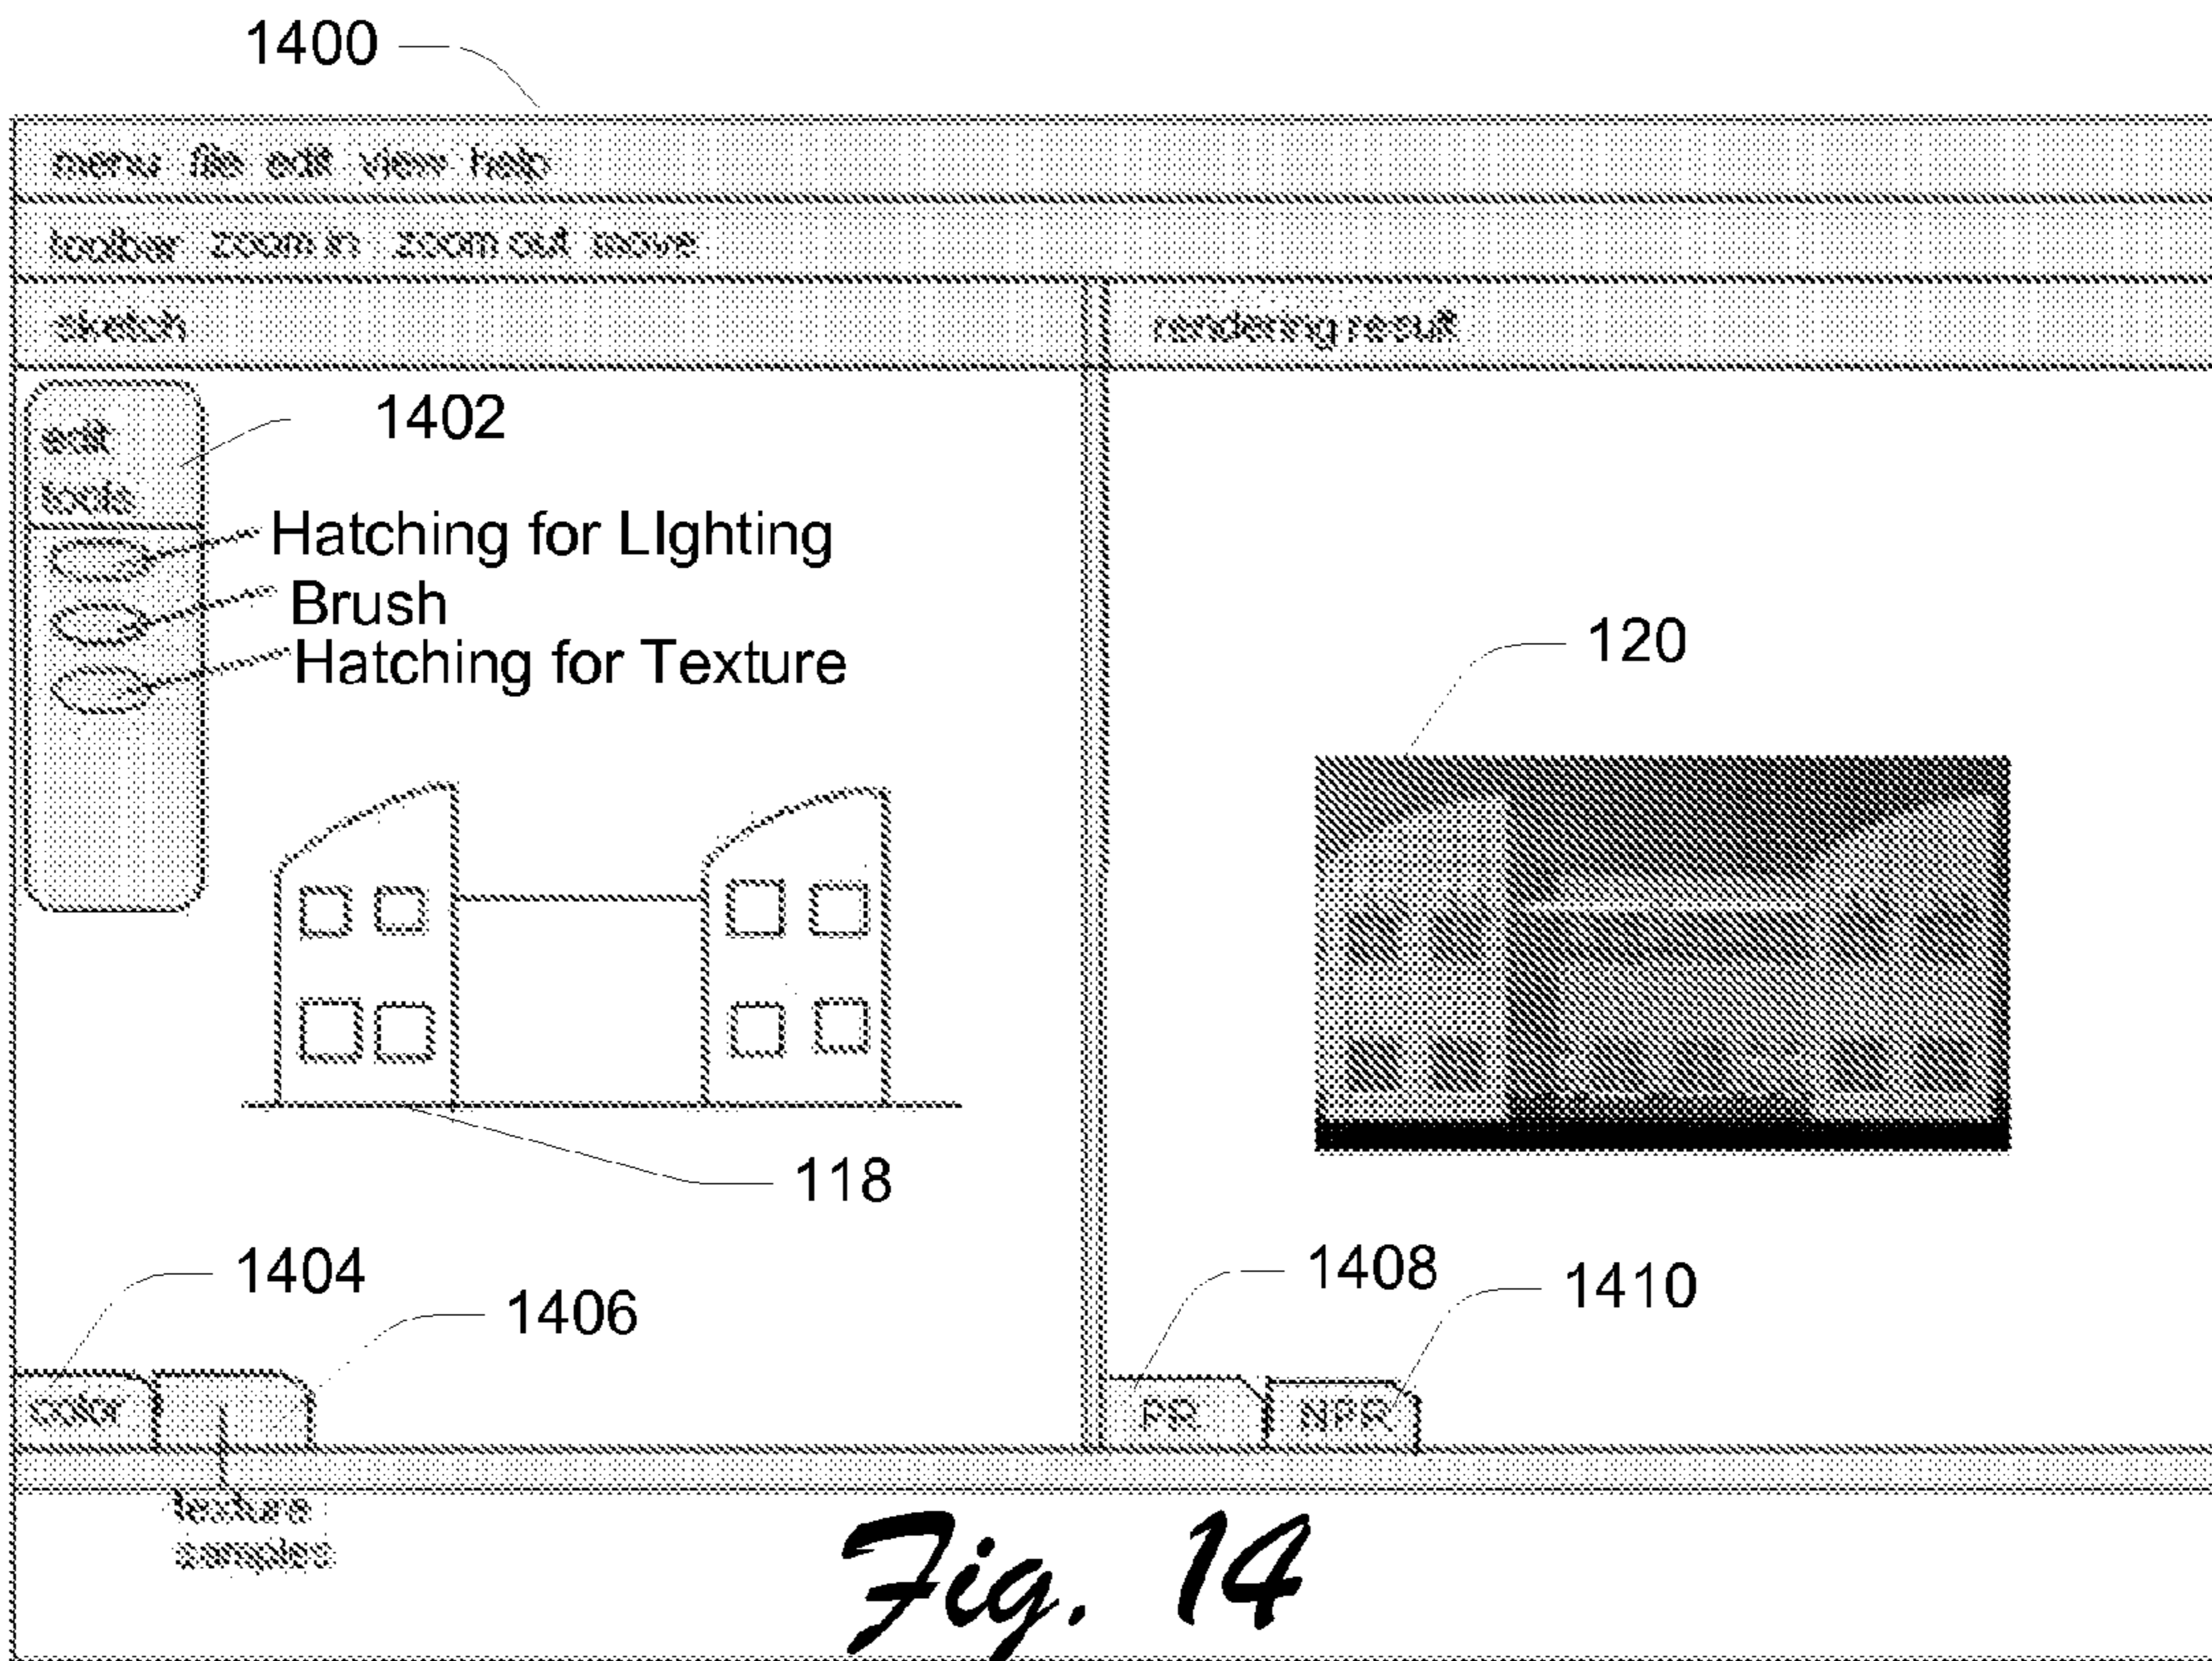 1400
menu file edit view help
toolbar zoom in zoom out move
sketch
rendering result
edit
tools
1402
Hatching for LIghting
Brush
Hatching for Texture
120
118
1404
1406
1408
1410
color
PR
NPR
texture
samples
Fig. 14